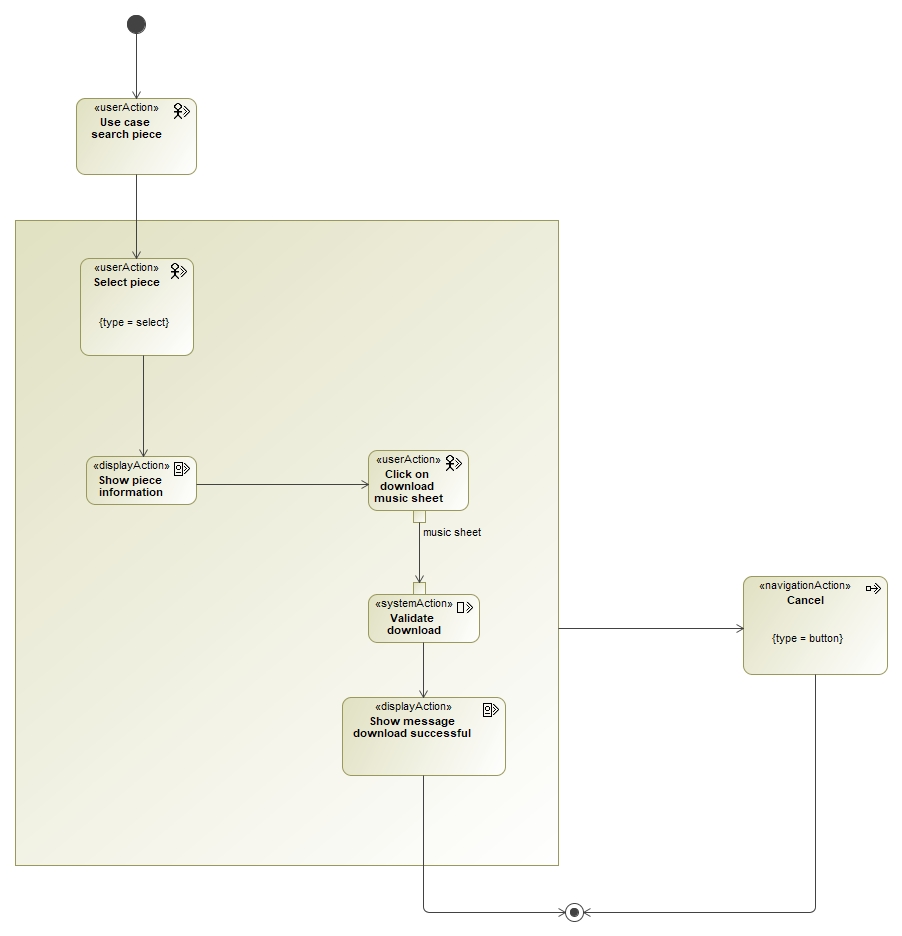 «userAction»
Use case
search piece
«userAction»
Select piece
{type = select}
«displayAction»
Show piece
information
«userAction»
Click on
download
music sheet
music sheet
«systemAction»
Validate
download
«displayAction»
Show message
download successful
«navigationAction»
Cancel
{type = button}